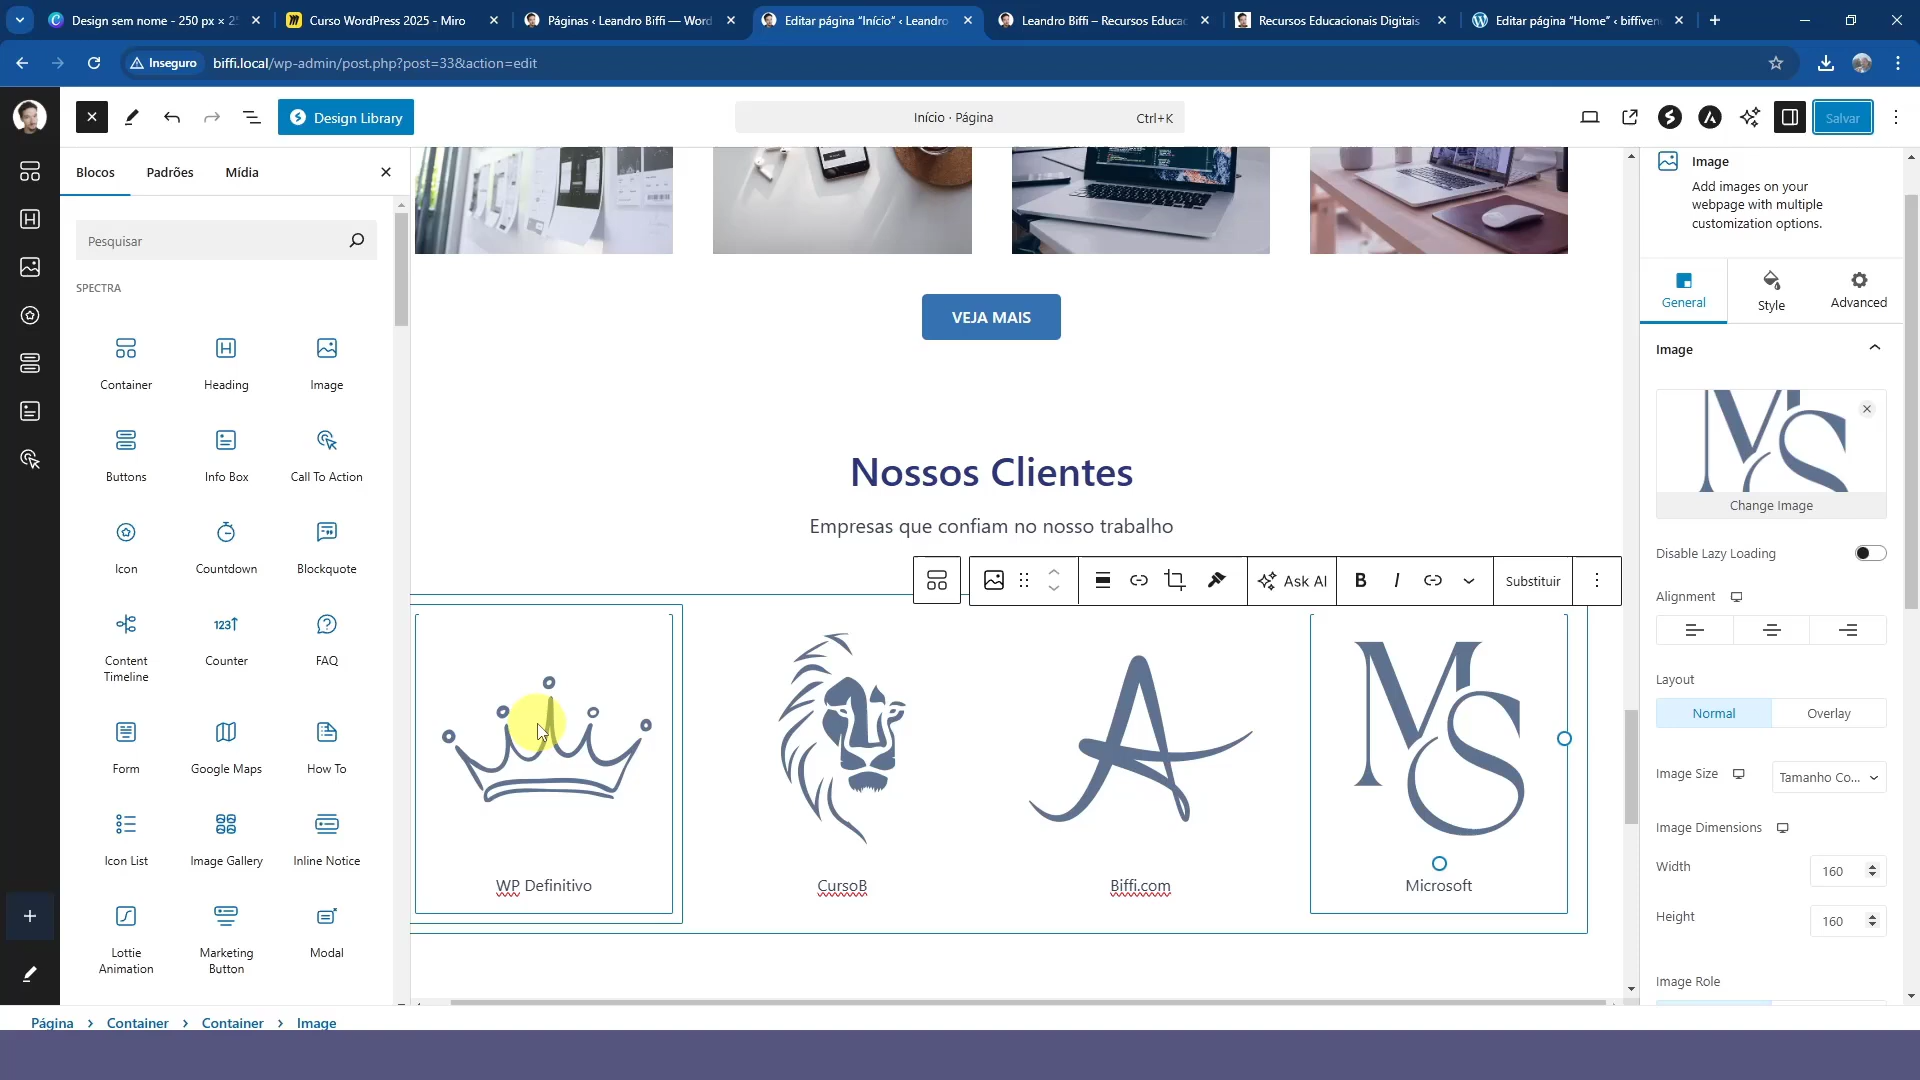 Design sem nome - 250 px × 2
Curso WordPress 2025 - Miro
Páginas ‹ Leandro Biffi — Word
Editar página “Início” ‹ Leandro
Leandro Biffi – Recursos Educac
Recursos Educacionais Digitais
Editar página “Home” ‹ biffiven
Inseguro
biffi.local/wp-admin/post.php?post=33&action=edit
Design Library
Início · Página
Ctrl+K
Salvar
Blocos
Padrões
Mídia
Pesquisar
SPECTRA
Container
Heading
Image
Buttons
Info Box
Call To Action
Icon
Countdown
Blockquote
Content Timeline
123↑
Counter
FAQ
Form
Google Maps
How To
Icon List
Image Gallery
Inline Notice
Lottie Animation
Marketing Button
Modal
VEJA MAIS
Nossos Clientes
Empresas que confiam no nosso trabalho
Ask AI
B
I
Substituir
A
MS
WP Definitivo
CursoB
Biffi.com
Microsoft
Image
Add images on your
webpage with multiple
customization options.
General
Style
Advanced
Image
MS
Change Image
Disable Lazy Loading
Alignment
Layout
Normal
Overlay
Image Size
Tamanho Co...
Image Dimensions
Width
160
Height
160
Image Role
Página
Container
Container
Image